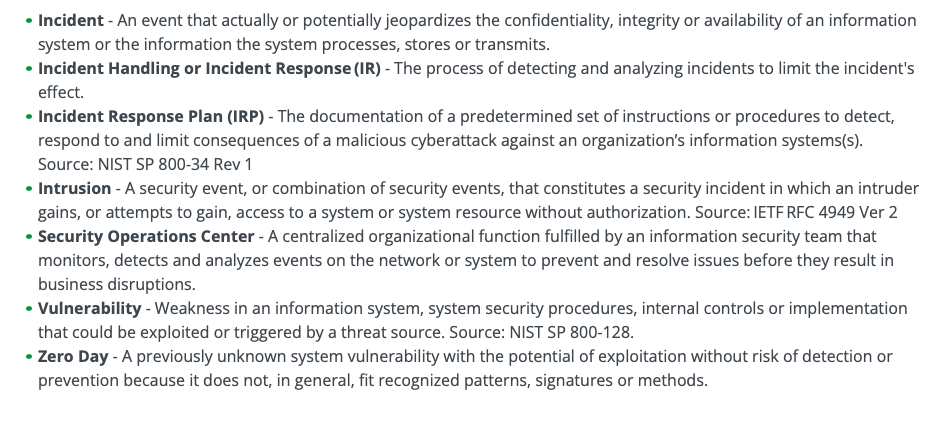 • Incident - An event that actually or potentially jeopardizes the confidentiality, integrity or availability of an information
system or the information the system processes, stores or transmits.
• Incident Handling or Incident Response (IR) - The process of detecting and analyzing incidents to limit the incident's
effect.
• Incident Response Plan (IRP) - The documentation of a predetermined set of instructions or procedures to detect,
respond to and limit consequences of a malicious cyberattack against an organization’s information systems(s).
Source: NIST SP 800-34 Rev 1
• Intrusion - A security event, or combination of security events, that constitutes a security incident in which an intruder
gains, or attempts to gain, access to a system or system resource without authorization. Source: IETF RFC 4949 Ver 2
• Security Operations Center - A centralized organizational function fulfilled by an information security team that
monitors, detects and analyzes events on the network or system to prevent and resolve issues before they result in
business disruptions.
• Vulnerability - Weakness in an information system, system security procedures, internal controls or implementation
that could be exploited or triggered by a threat source. Source: NIST SP 800-128.
• Zero Day - A previously unknown system vulnerability with the potential of exploitation without risk of detection or
prevention because it does not, in general, fit recognized patterns, signatures or methods.